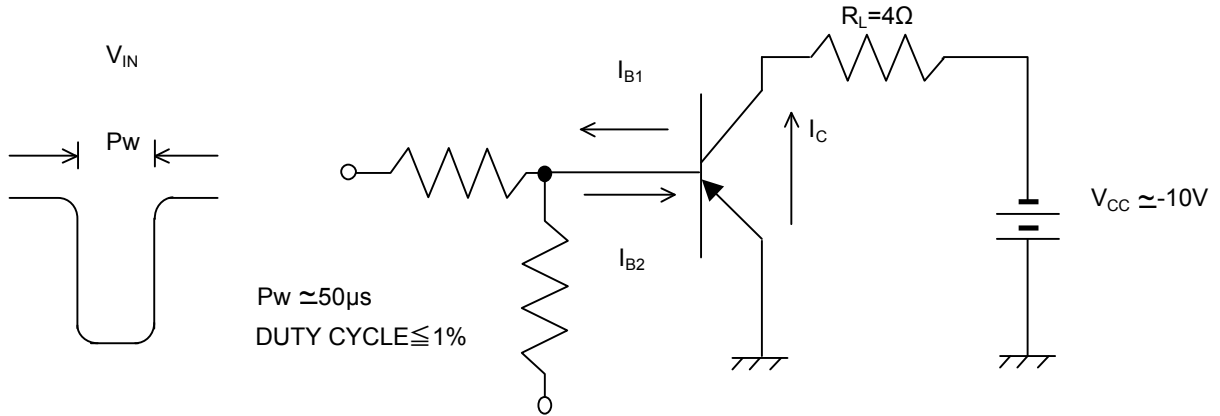 R_L=4Ω
V_IN
I_B1
Pw
I_C
V_CC ≃-10V
I_B2
Pw ≃50µs
DUTY CYCLE≦1%